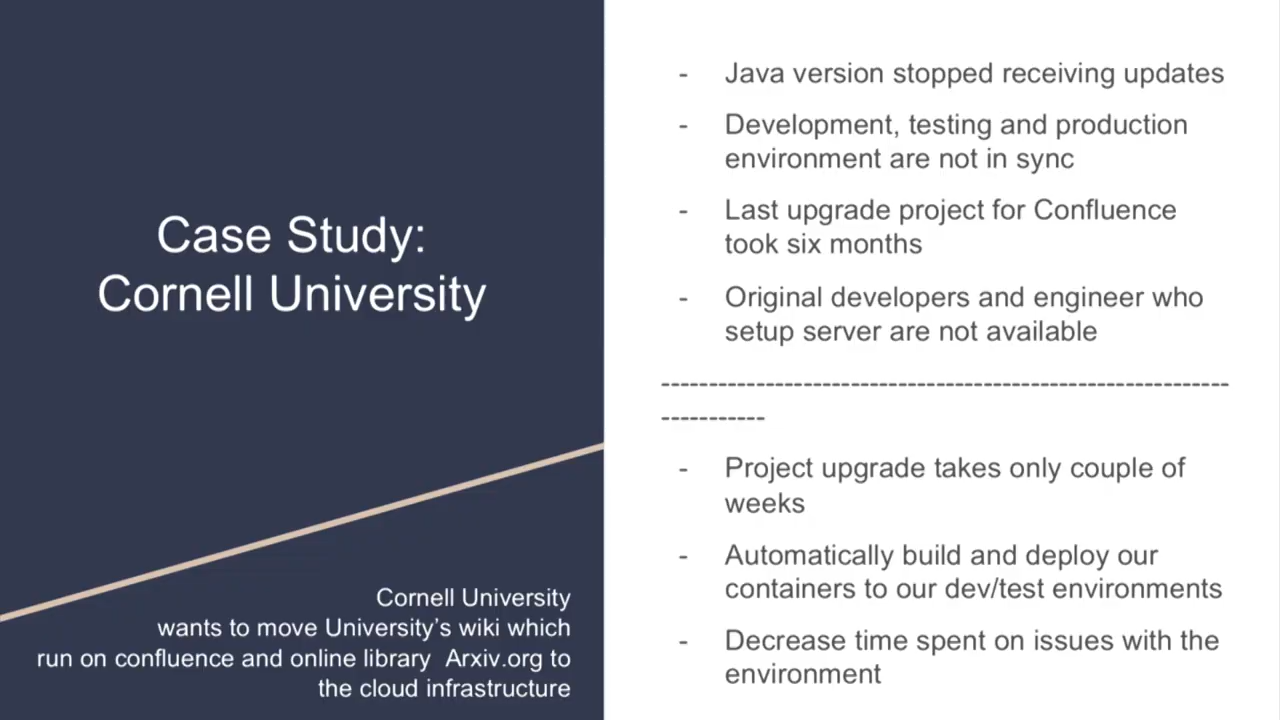 Case Study:
Cornell University
Cornell University
wants to move University's wiki which
run on confluence and online library Arxiv.org to
the cloud infrastructure
- Java version stopped receiving updates
- Development, testing and production
environment are not in sync
- Last upgrade project for Confluence
took six months
- Original developers and engineer who
setup server are not available
------------------------------------------------------------
-----------
- Project upgrade takes only couple of
weeks
- Automatically build and deploy our
containers to our dev/test environments
- Decrease time spent on issues with the
environment